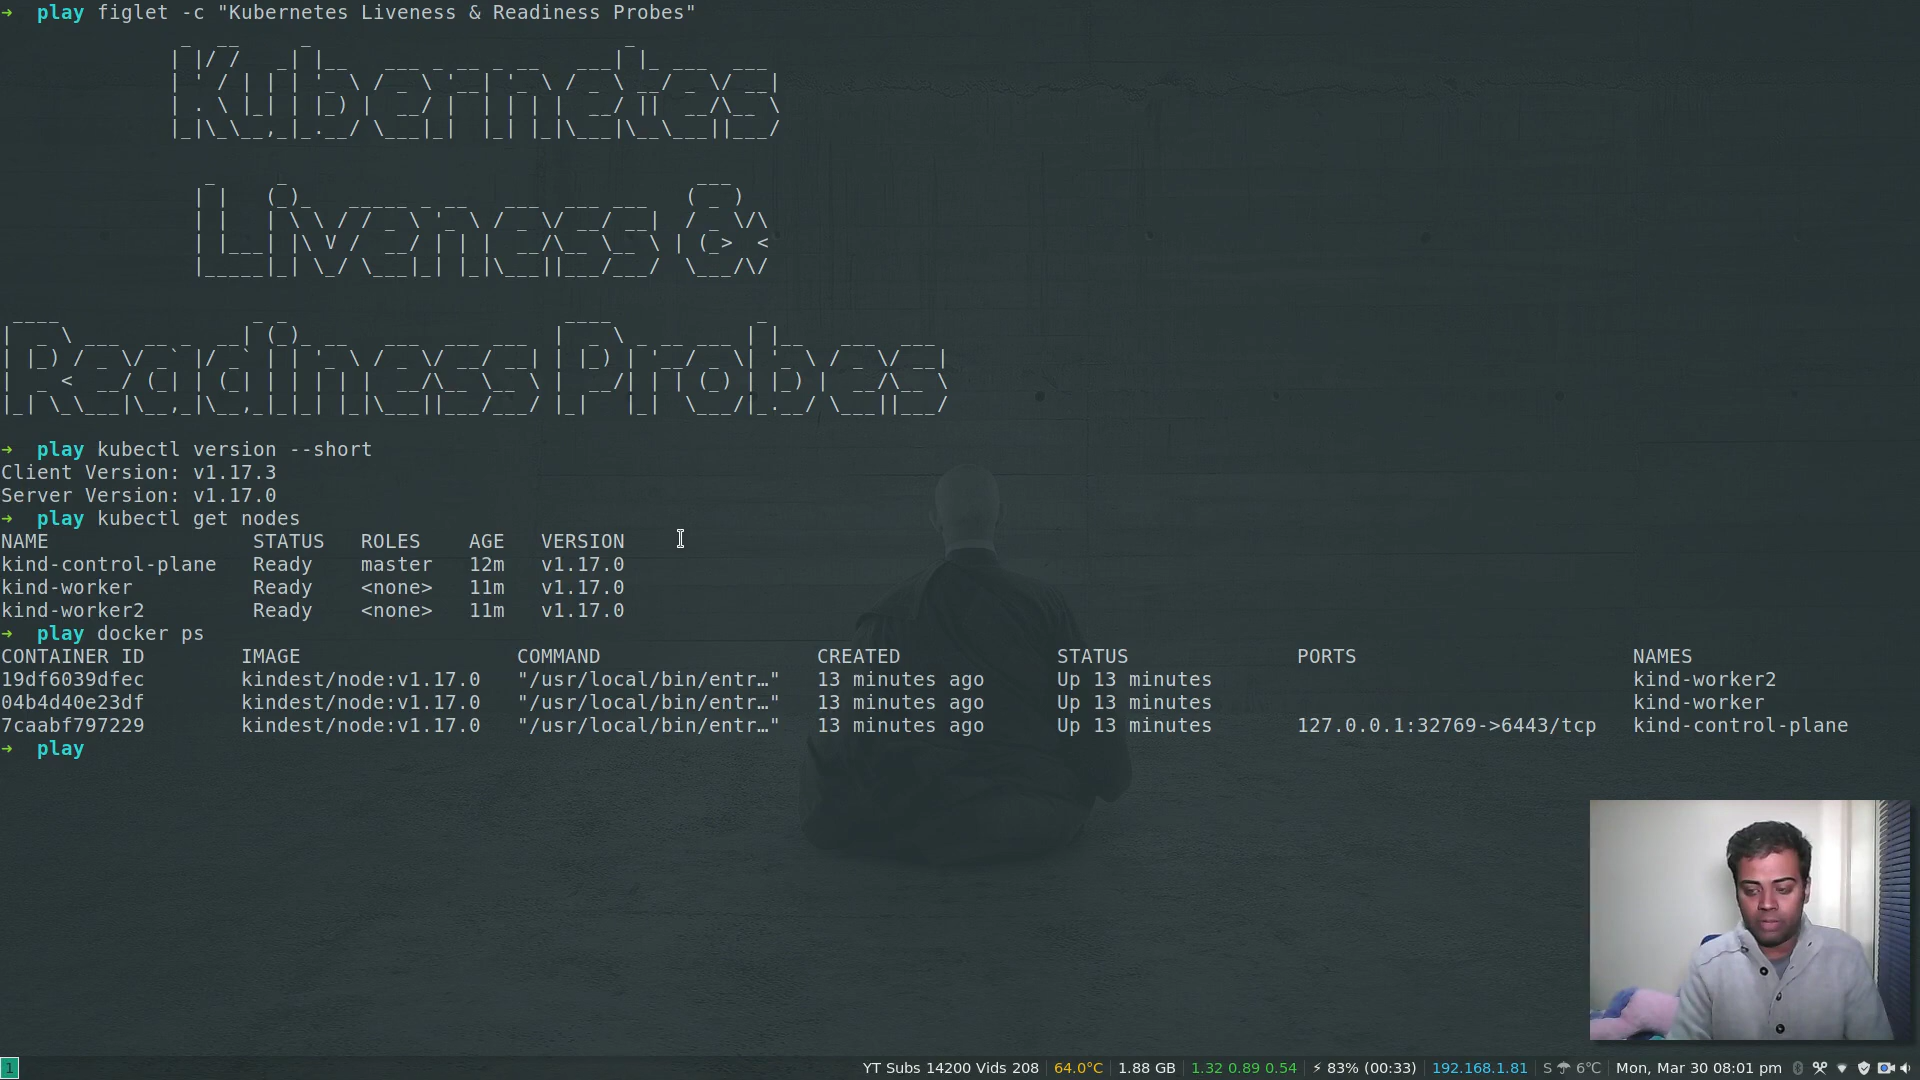 ➜  play figlet -c "Kubernetes Liveness & Readiness Probes"
Kubernetes
Liveness &
Readiness Probes
➜  play kubectl version --short
Client Version: v1.17.3
Server Version: v1.17.0
➜  play kubectl get nodes
NAME                 STATUS   ROLES    AGE   VERSION
kind-control-plane   Ready    master   12m   v1.17.0
kind-worker          Ready    <none>   11m   v1.17.0
kind-worker2         Ready    <none>   11m   v1.17.0
➜  play docker ps
CONTAINER ID        IMAGE                  COMMAND                  CREATED             STATUS              PORTS                       NAMES
19df6039dfec        kindest/node:v1.17.0   "/usr/local/bin/entr…"   13 minutes ago      Up 13 minutes                                   kind-worker2
04b4d40e23df        kindest/node:v1.17.0   "/usr/local/bin/entr…"   13 minutes ago      Up 13 minutes                                   kind-worker
7caabf797229        kindest/node:v1.17.0   "/usr/local/bin/entr…"   13 minutes ago      Up 13 minutes       127.0.0.1:32769->6443/tcp   kind-control-plane
➜  play
1 YT Subs 14200 Vids 208 64.0°C 1.88 GB 1.32 0.89 0.54 ⚡ 83% (00:33) 192.168.1.81 S ☂ 6°C Mon, Mar 30 08:01 pm